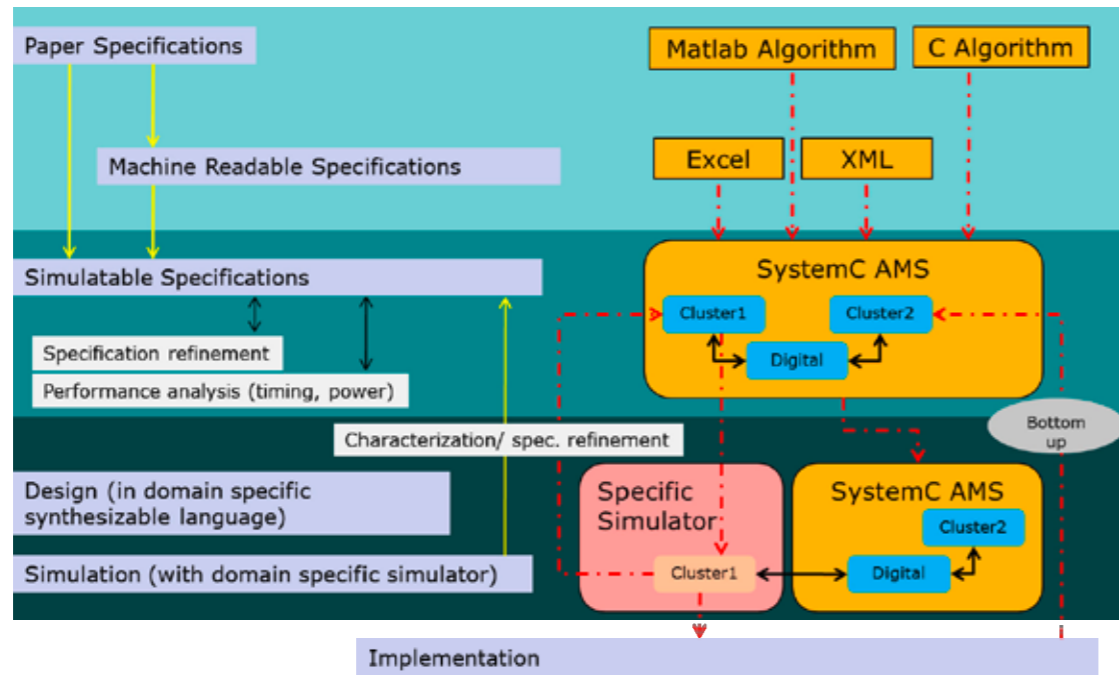 Paper Specifications
Matlab Algorithm
C Algorithm
Machine Readable Specifications
Excel
XML
Simulatable Specifications
SystemC AMS
Cluster1
Cluster2
Digital
Specification refinement
Performance analysis (timing, power)
Characterization/ spec. refinement
Bottom
up
Design (in domain specific
synthesizable language)
Specific
Simulator
SystemC AMS
Cluster2
Simulation (with domain specific simulator)
Cluster1
Digital
Implementation